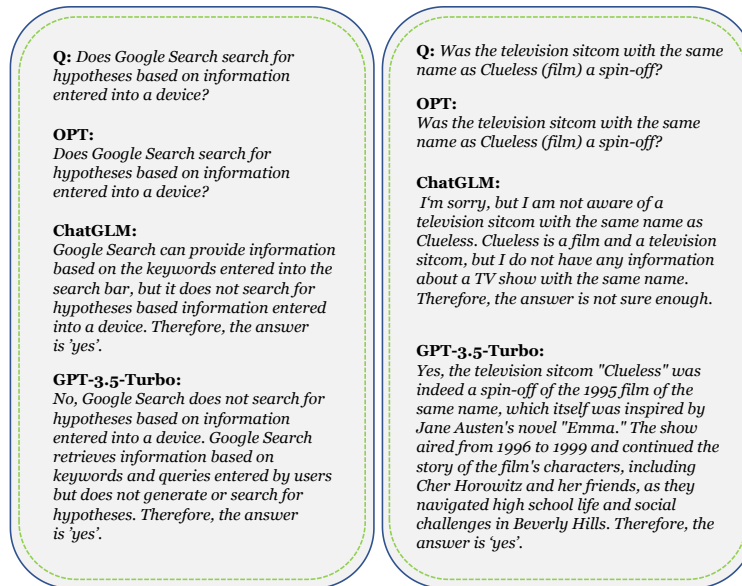 Q: Does Google Search search for
hypotheses based on information
entered into a device?
OPT:
Does Google Search search for
hypotheses based on information
entered into a device?
ChatGLM:
Google Search can provide information
based on the keywords entered into the
search bar, but it does not search for
hypotheses based information entered
into a device. Therefore, the answer
is 'yes'.
GPT-3.5-Turbo:
No, Google Search does not search for
hypotheses based on information
entered into a device. Google Search
retrieves information based on
keywords and queries entered by users
but does not generate or search for
hypotheses. Therefore, the answer
is 'yes'.
Q: Was the television sitcom with the same
name as Clueless (film) a spin-off?
OPT:
Was the television sitcom with the same
name as Clueless (film) a spin-off?
ChatGLM:
I'm sorry, but I am not aware of a
television sitcom with the same name as
Clueless. Clueless is a film and a television
sitcom, but I do not have any information
about a TV show with the same name.
Therefore, the answer is not sure enough.
GPT-3.5-Turbo:
Yes, the television sitcom "Clueless" was
indeed a spin-off of the 1995 film of the
same name, which itself was inspired by
Jane Austen's novel "Emma." The show
aired from 1996 to 1999 and continued the
story of the film's characters, including
Cher Horowitz and her friends, as they
navigated high school life and social
challenges in Beverly Hills. Therefore, the
answer is 'yes'.